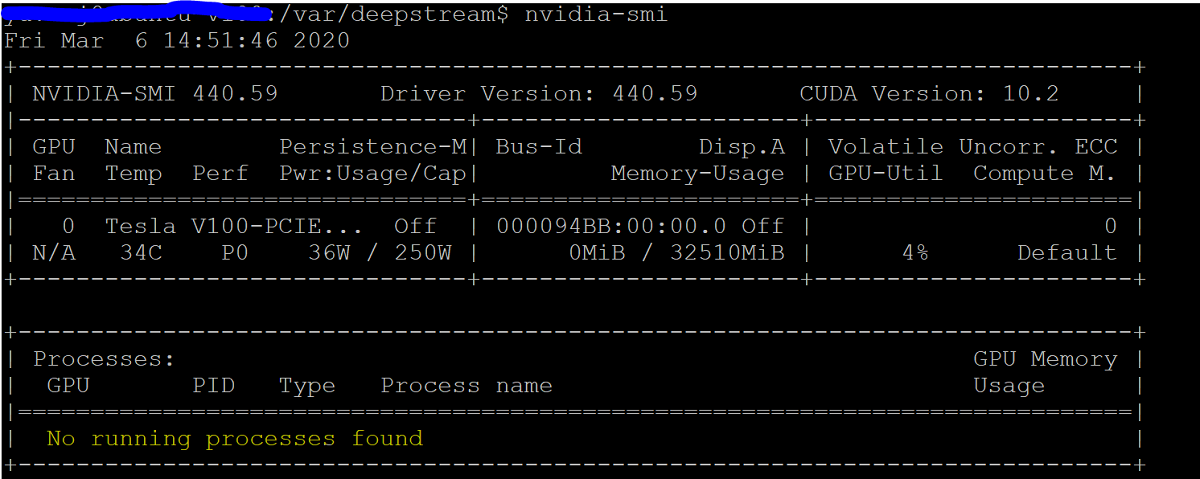 :/var/deepstream$ nvidia-smi
Fri Mar  6 14:51:46 2020
+-----------------------------------------------------------------------------+
| NVIDIA-SMI 440.59       Driver Version: 440.59       CUDA Version: 10.2     |
|-------------------------------+----------------------+----------------------+
| GPU  Name        Persistence-M| Bus-Id        Disp.A | Volatile Uncorr. ECC |
| Fan  Temp  Perf  Pwr:Usage/Cap|         Memory-Usage | GPU-Util  Compute M. |
|===============================+======================+======================|
|   0  Tesla V100-PCIE...  Off  | 000094BB:00:00.0 Off |                    0 |
| N/A   34C    P0    36W / 250W |      0MiB / 32510MiB |      4%      Default |
+-------------------------------+----------------------+----------------------+
+-----------------------------------------------------------------------------+
| Processes:                                                       GPU Memory |
|  GPU       PID   Type   Process name                             Usage      |
|=============================================================================|
|  No running processes found                                                 |
+-----------------------------------------------------------------------------+